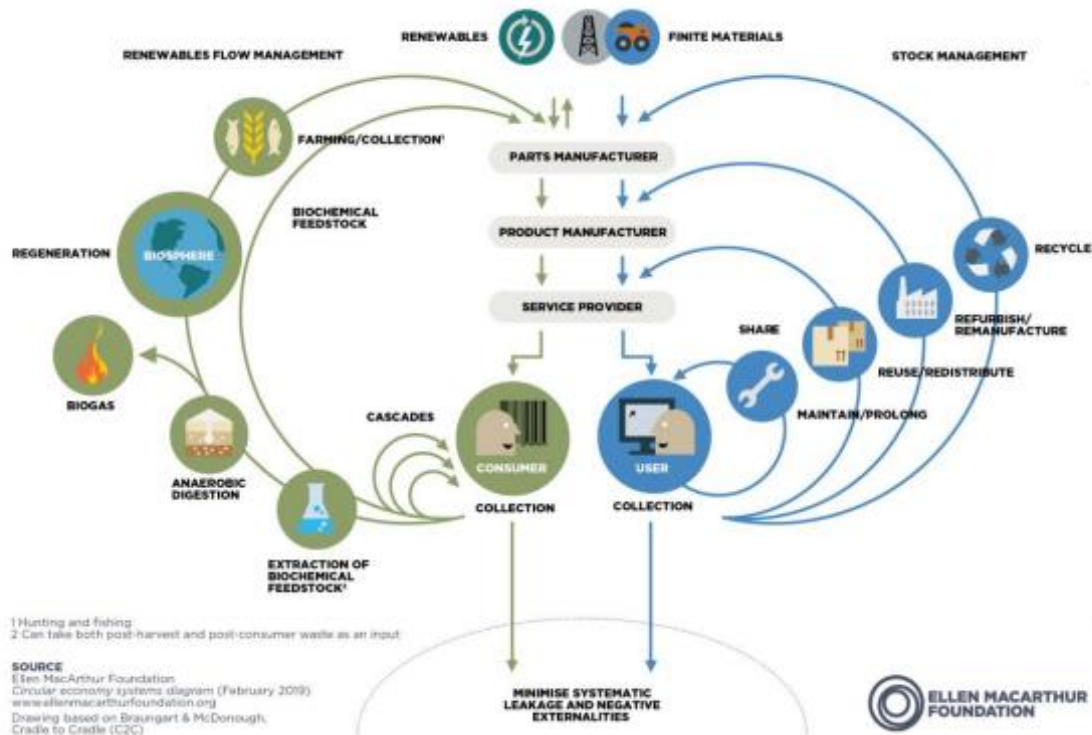 RENEWABLES
FINITE MATERIALS
RENEWABLES FLOW MANAGEMENT
STOCK MANAGEMENT
FARMING/COLLECTION¹
PARTS MANUFACTURER
BIOCHEMICAL
FEEDSTOCK
PRODUCT MANUFACTURER
REGENERATION
BIOSPHERE
RECYCLE
SERVICE PROVIDER
SHARE
REFURBISH/
REMANUFACTURE
REUSE/REDISTRIBUTE
BIOGAS
CASCADES
MAINTAIN/PROLONG
CONSUMER
USER
ANAEROBIC
DIGESTION
COLLECTION
COLLECTION
EXTRACTION OF
BIOCHEMICAL
FEEDSTOCK²
1 Hunting and fishing
2 Can take both post-harvest and post-consumer waste as an input
SOURCE
Ellen MacArthur Foundation
Circular economy systems diagram (February 2019)
www.ellenmacarthurfoundation.org
Drawing based on Braungart & McDonough,
Cradle to Cradle (C2C)
MINIMISE SYSTEMATIC
LEAKAGE AND NEGATIVE
EXTERNALITIES
ELLEN MACARTHUR
FOUNDATION